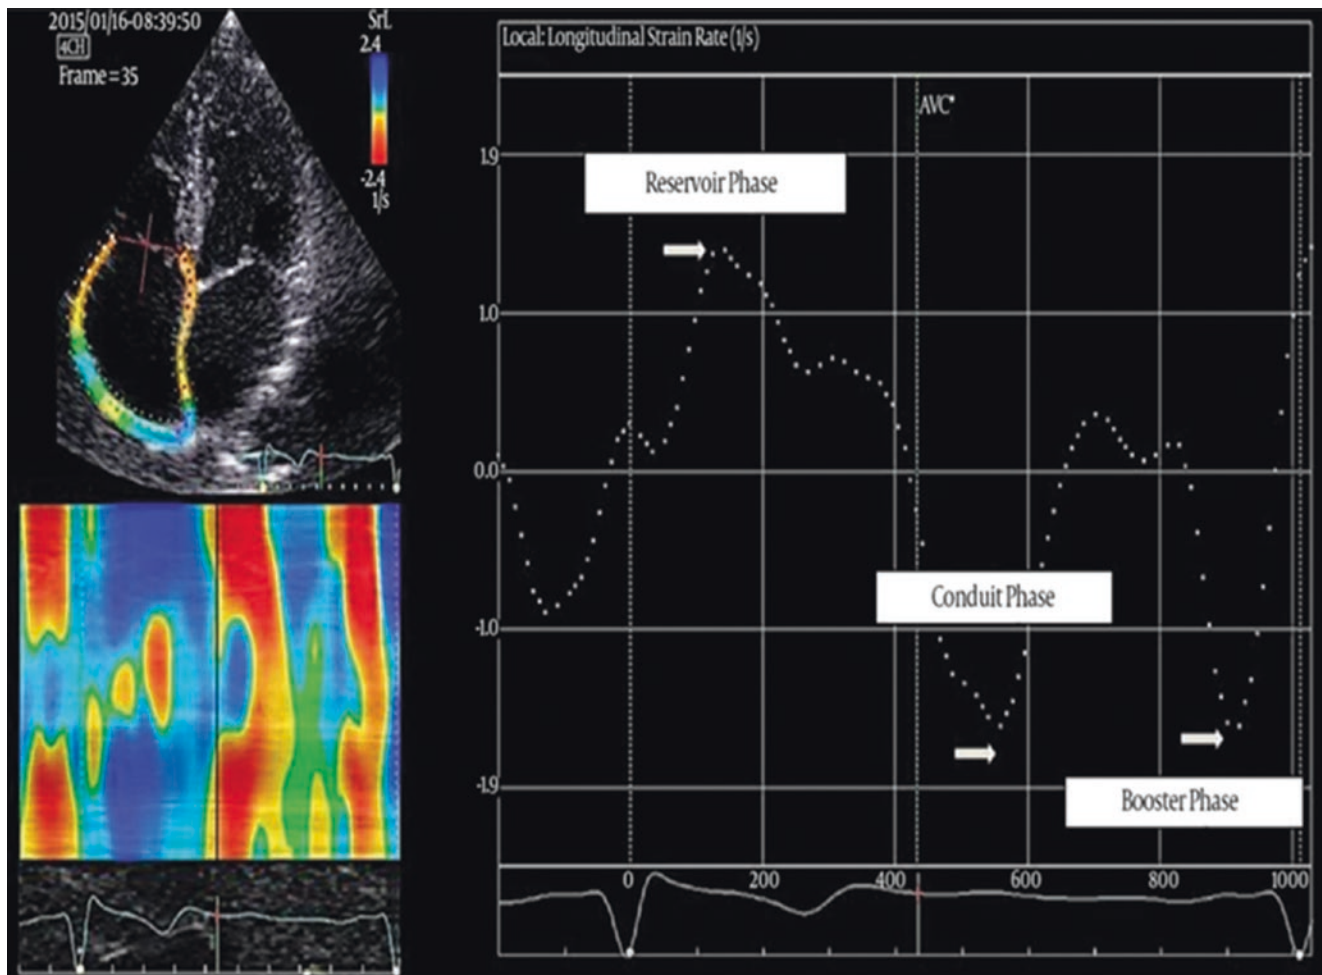 2015/01/16-08:39:50
4CH
Frame=35
SrL
2.4
-2.4
1/s
Local: Longitudinal Strain Rate (1/s)
AVC*
1.9
Reservoir Phase
1.0
0.0
Conduit Phase
-1.0
-1.9
Booster Phase
0 200 400 600 800 1000